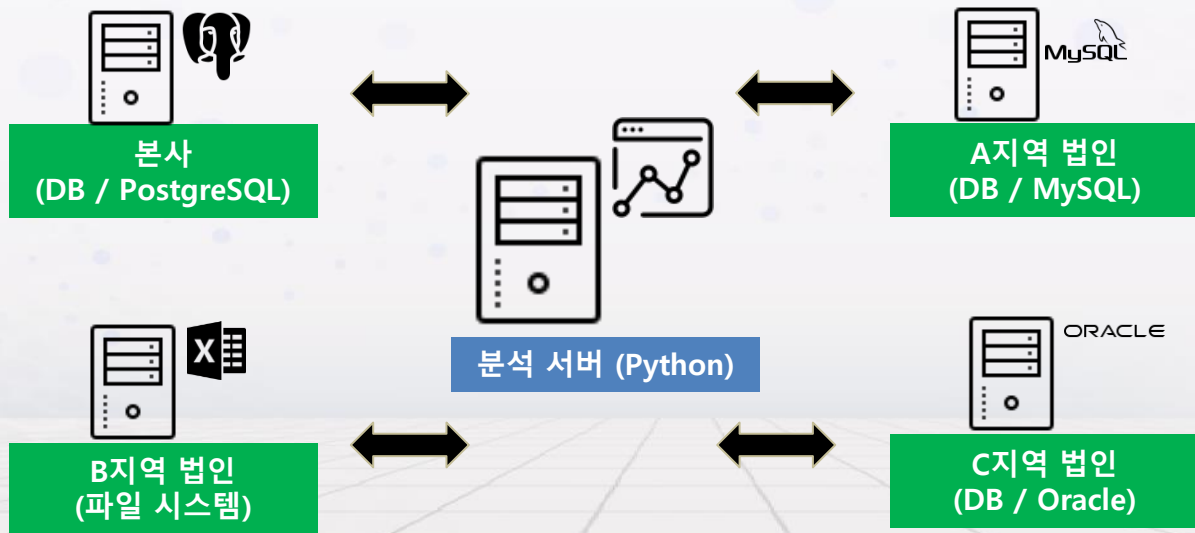 본사
(DB / PostgreSQL)
MySQL
A지역 법인
(DB / MySQL)
분석 서버 (Python)
X
B지역 법인
(파일 시스템)
ORACLE
C지역 법인
(DB / Oracle)